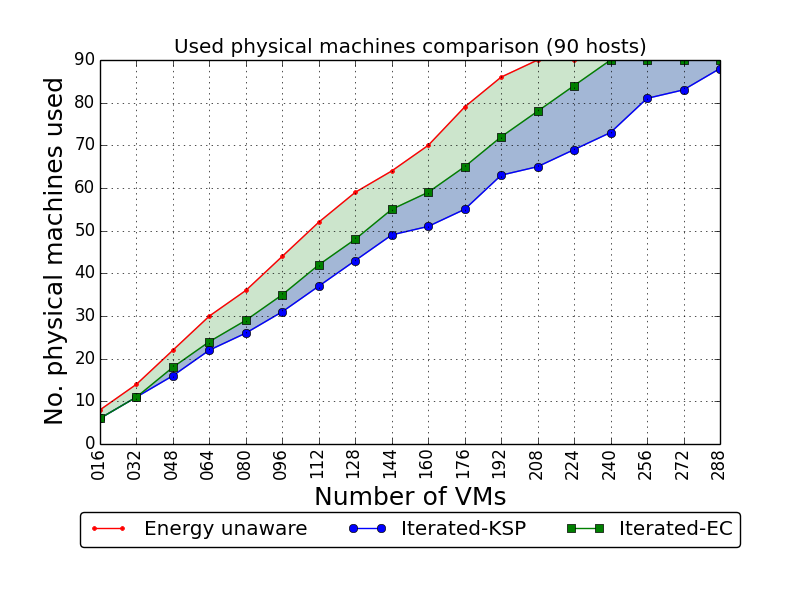 Used physical machines comparison (90 hosts)
No. physical machines used
90
80
70
60
50
40
30
20
10
0
016 032 048 064 080 096 112 128 144 160 176 192 208 224 240 256 272 288
Number of VMs
Energy unaware Iterated-KSP Iterated-EC